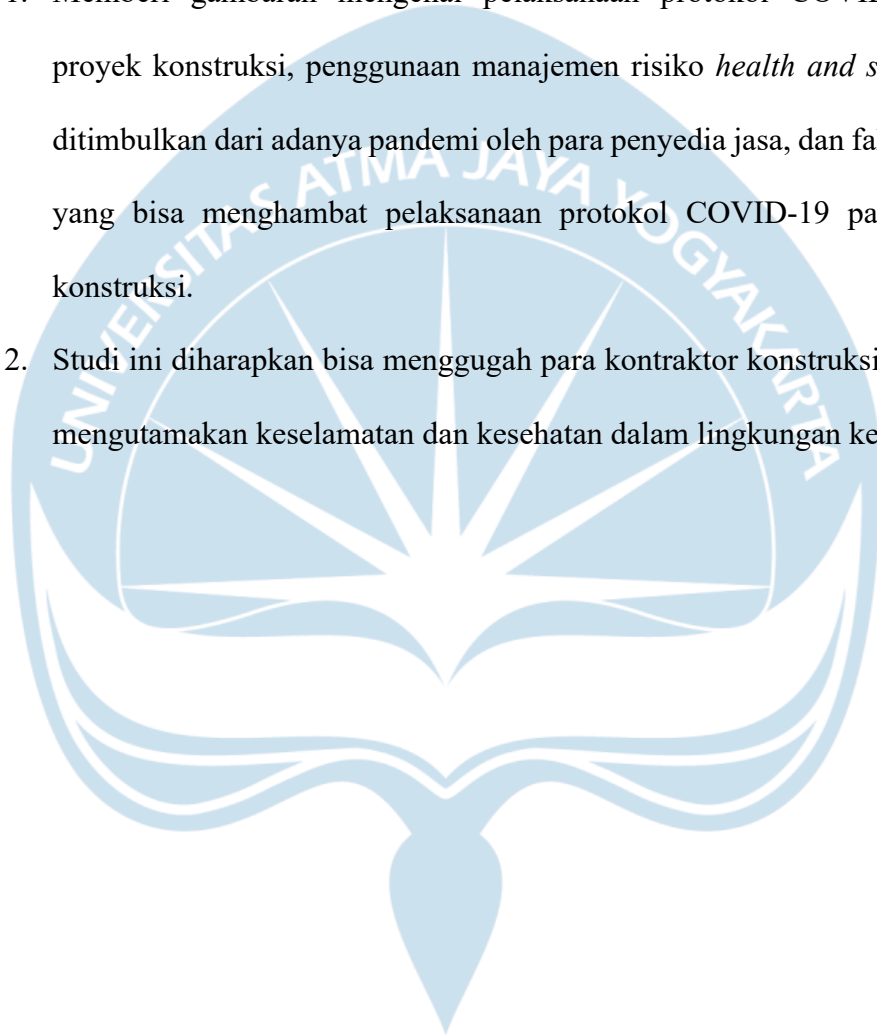 1. Memberi gambaran mengenai pelaksanaan protokol COVID
proyek konstruksi, penggunaan manajemen risiko health and s
ditimbulkan dari adanya pandemi oleh para penyedia jasa, dan fa
yang bisa menghambat pelaksanaan protokol COVID-19 pa
konstruksi.
2. Studi ini diharapkan bisa menggugah para kontraktor konstruksi
mengutamakan keselamatan dan kesehatan dalam lingkungan ke
UNIVERSITAS ATMA JAYA YOGYAKARTA